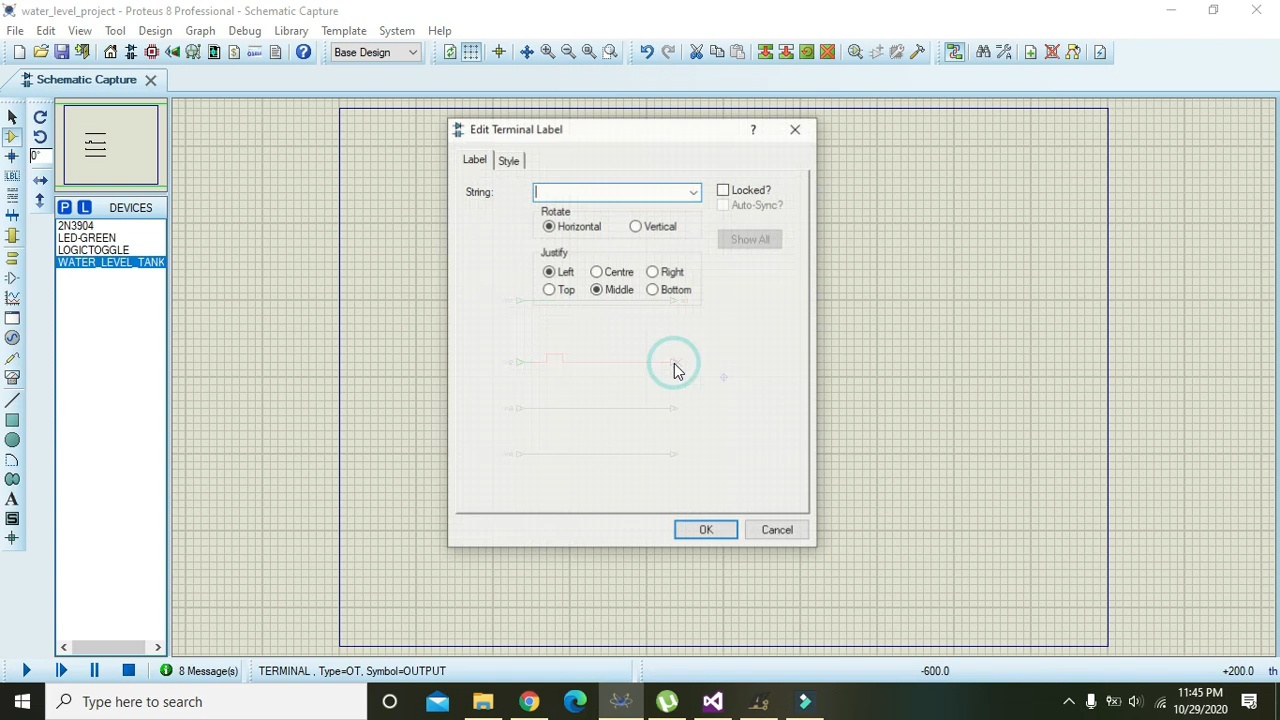 water_level_project - Proteus 8 Professional - Schematic Capture
File Edit View Tool Design Graph Debug Library Template System Help
Base Design
Schematic Capture
0°
P L DEVICES
2N3904
LED-GREEN
LOGICTOGGLE
WATER_LEVEL_TANK
LBL
A
S
Edit Terminal Label
?
Label Style
String:
Locked?
Auto-Sync?
Rotate
Horizontal Vertical
Show All
Justify
Left Centre Right
Top Middle Bottom
OK Cancel
8 Message(s) TERMINAL , Type=OT, Symbol=OUTPUT -600.0 +200.0 th
Type here to search
11:45 PM
10/29/2020